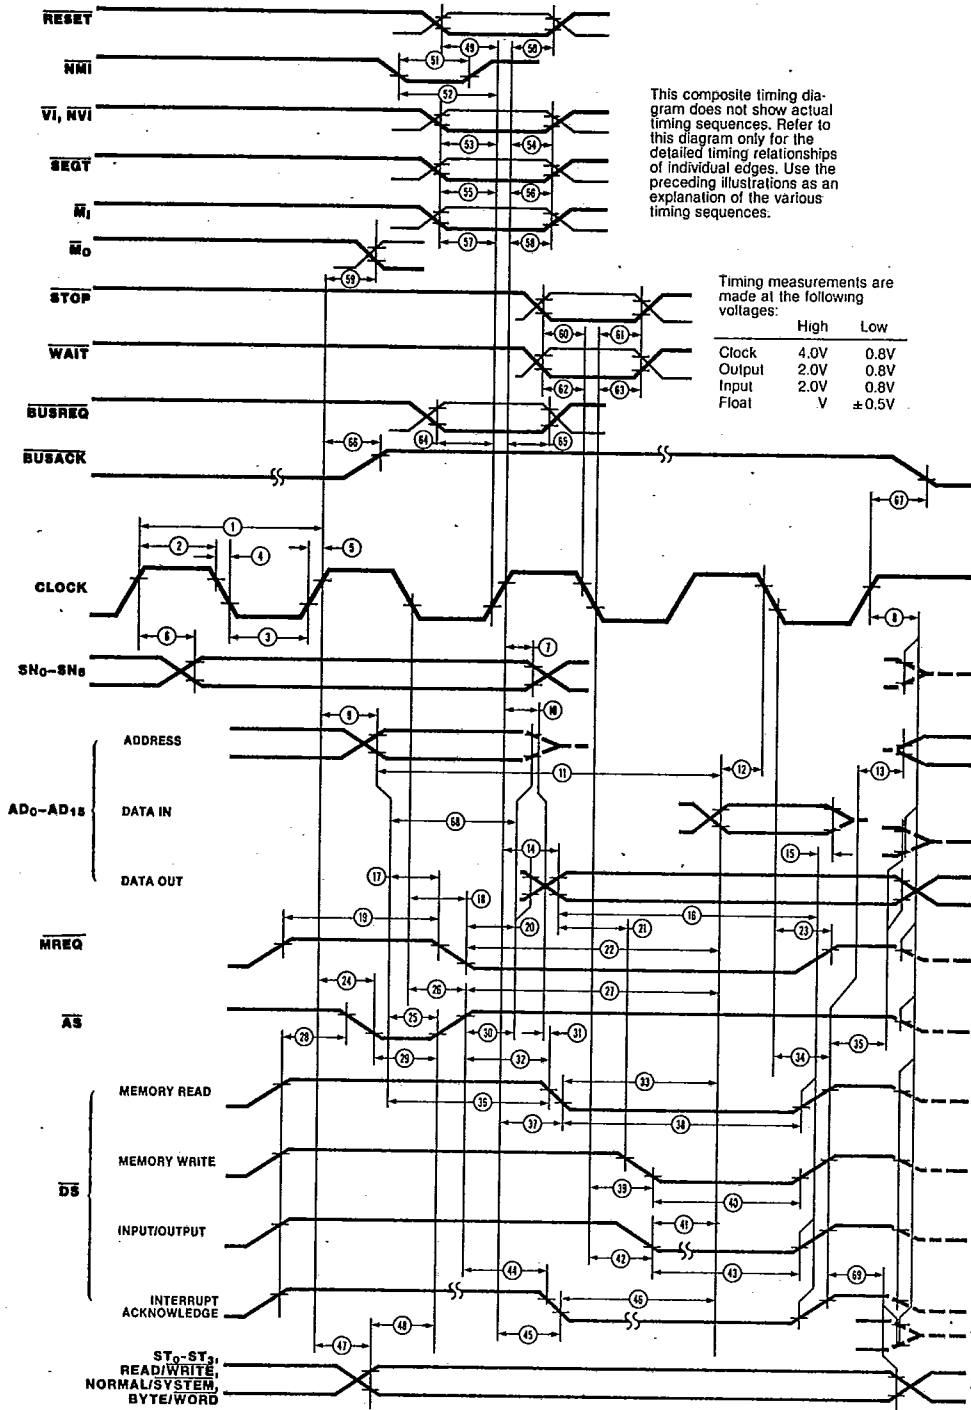 RESET
49
50
NMI
51
52
VI, NVI
53
54
SEGT
55
56
MI
57
58
MO
59
This composite timing dia-
gram does not show actual
timing sequences. Refer to
this diagram only for the
detailed timing relationships
of individual edges. Use the
preceding illustrations as an
explanation of the various
timing sequences.
STOP
60
61
WAIT
62
63
Timing measurements are
made at the following
voltages:
High Low
Clock 4.0V 0.8V
Output 2.0V 0.8V
Input 2.0V 0.8V
Float V ±0.5V
BUSREQ
64
65
BUSACK
66
67
1
2
4
5
CLOCK
3
8
6
7
SN0-SN6
9
10
ADDRESS
11
12
13
AD0-AD15
DATA IN
68
14
15
DATA OUT
17
18
16
19
20
21
23
MREQ
22
24
26
27
AS
25
28
29
30
31
32
34
35
MEMORY READ
33
36
37
38
MEMORY WRITE
39
40
DS
INPUT/OUTPUT
41
42
43
44
69
INTERRUPT
ACKNOWLEDGE
46
45
47
48
ST0-ST3,
READ/WRITE,
NORMAL/SYSTEM,
BYTE/WORD